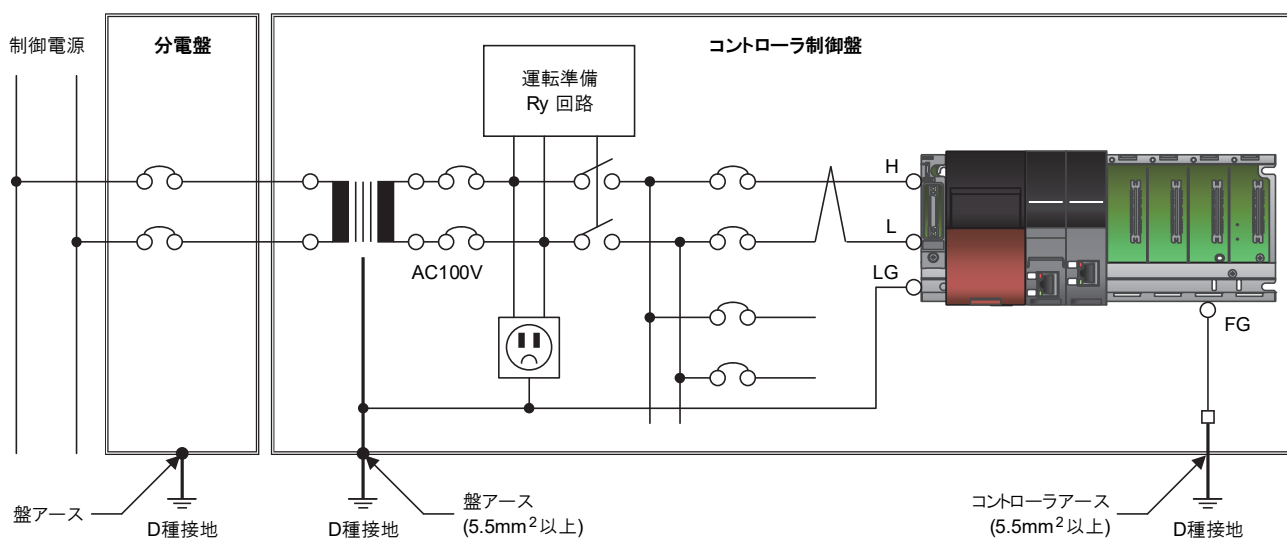 制御電源
分電盤
コントローラ制御盤
運転準備
Ry 回路
H
L
AC100V
LG
FG
盤アース
D種接地
D種接地
盤アース
(5.5mm²以上)
コントローラアース
(5.5mm²以上)
D種接地